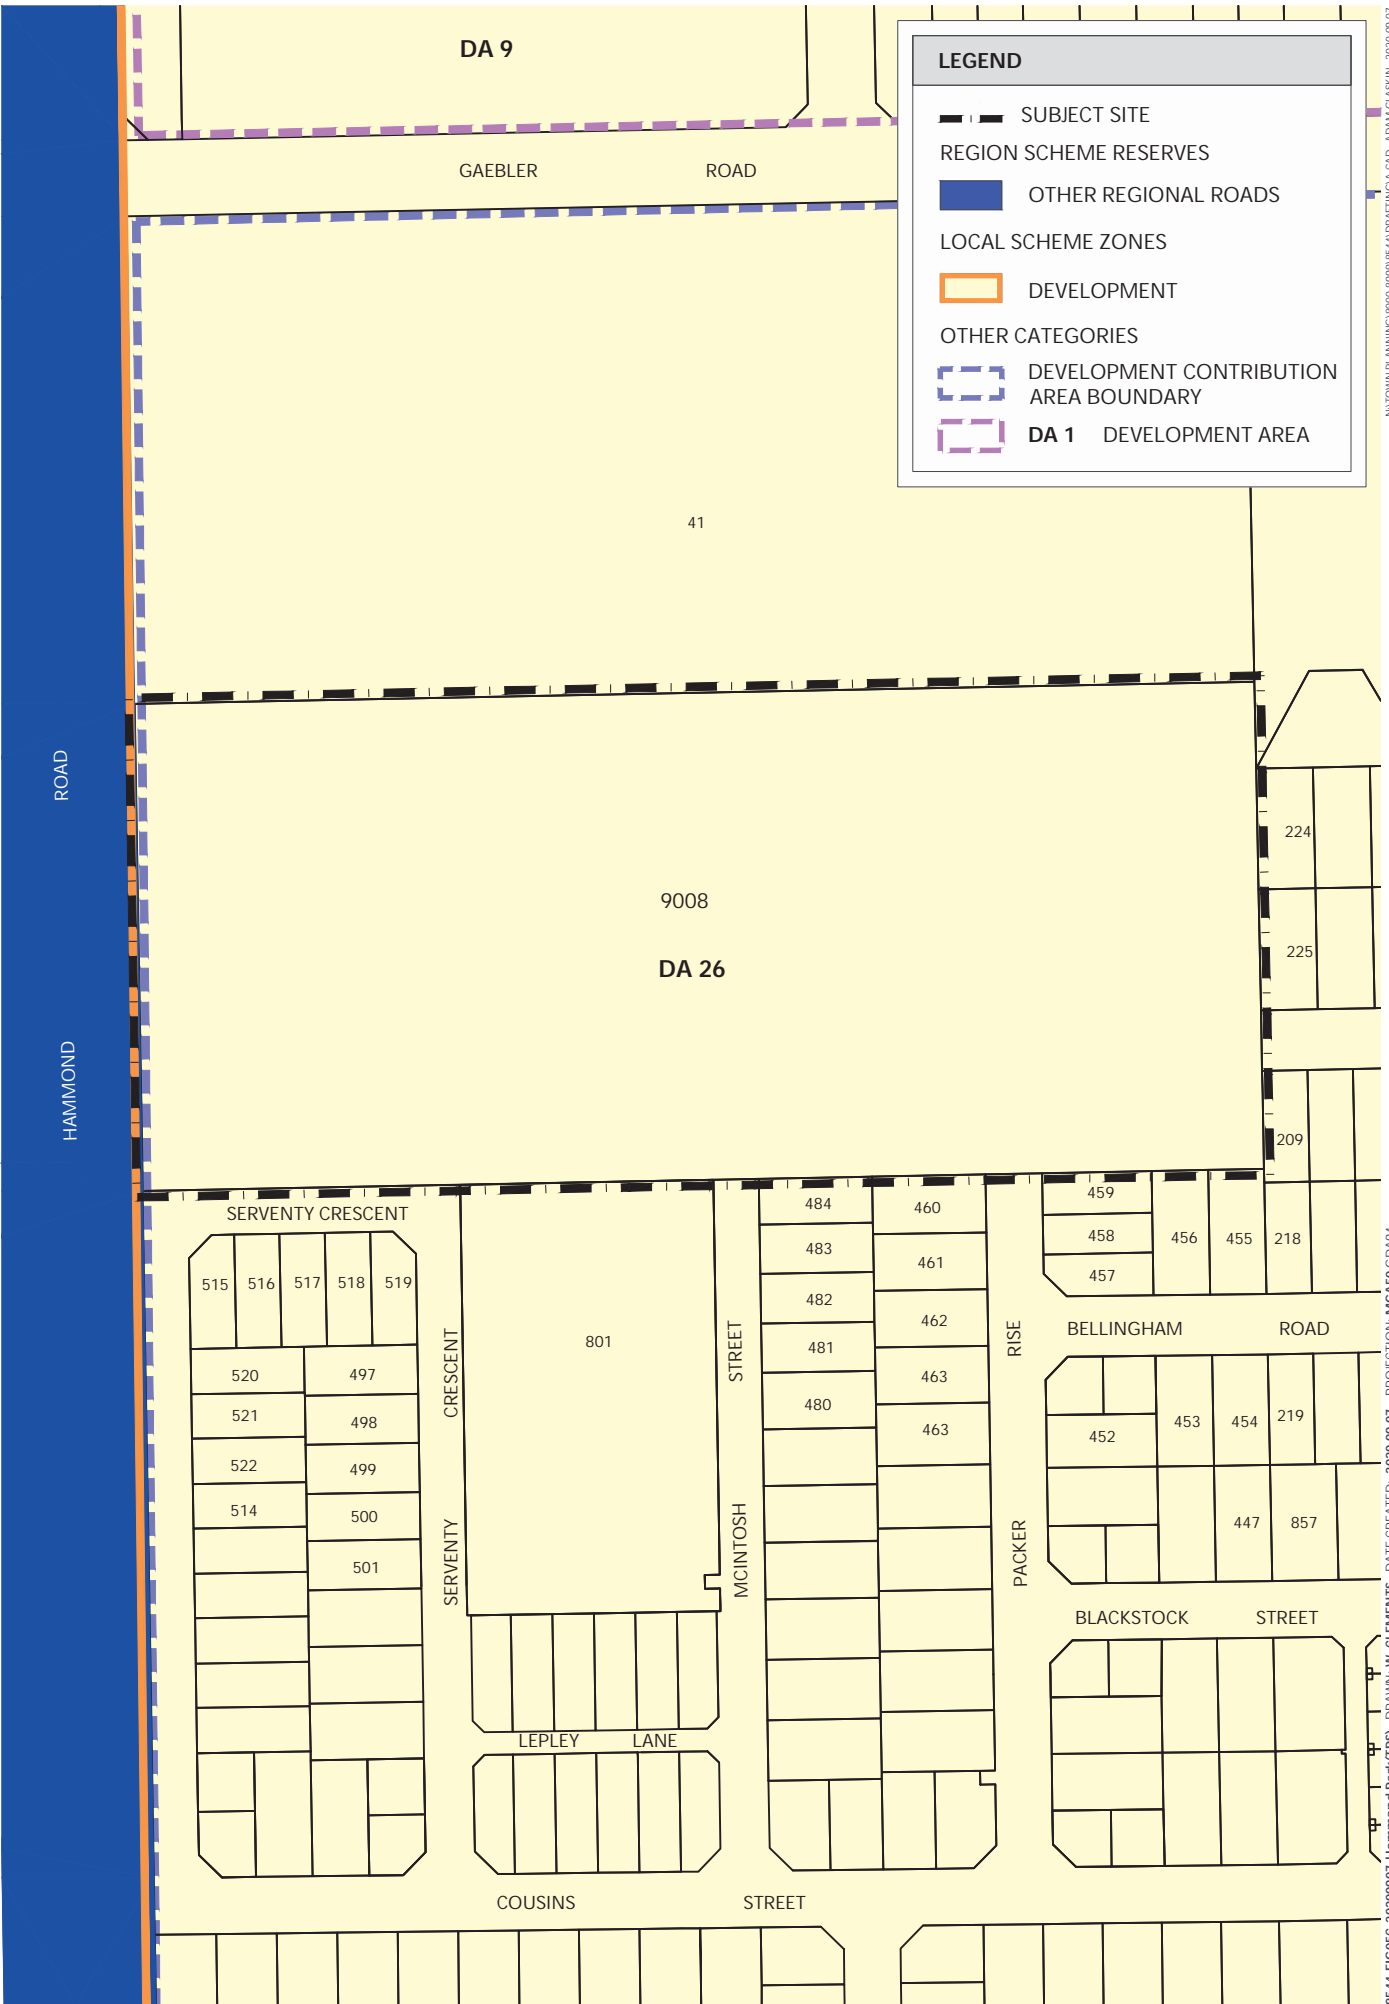 DA 9
GAEBLER ROAD
LEGEND
SUBJECT SITE
REGION SCHEME RESERVES
OTHER REGIONAL ROADS
LOCAL SCHEME ZONES
DEVELOPMENT
OTHER CATEGORIES
DEVELOPMENT CONTRIBUTION
AREA BOUNDARY
DA 1 DEVELOPMENT AREA
41
HAMMOND ROAD
9008
DA 26
224
225
209
SERVENTY CRESCENT
515 516 517 518 519
520 497
521 498
522 499
514 500
501
SERVENTY CRESCENT
801
MCINTOSH STREET
484 460
483 461
482 462
481 463
480 463
PACKER RISE
459
458
457
456 455 218
BELLINGHAM ROAD
452
453 454 219
447 857
BLACKSTOCK STREET
LEPLEY LANE
COUSINS STREET